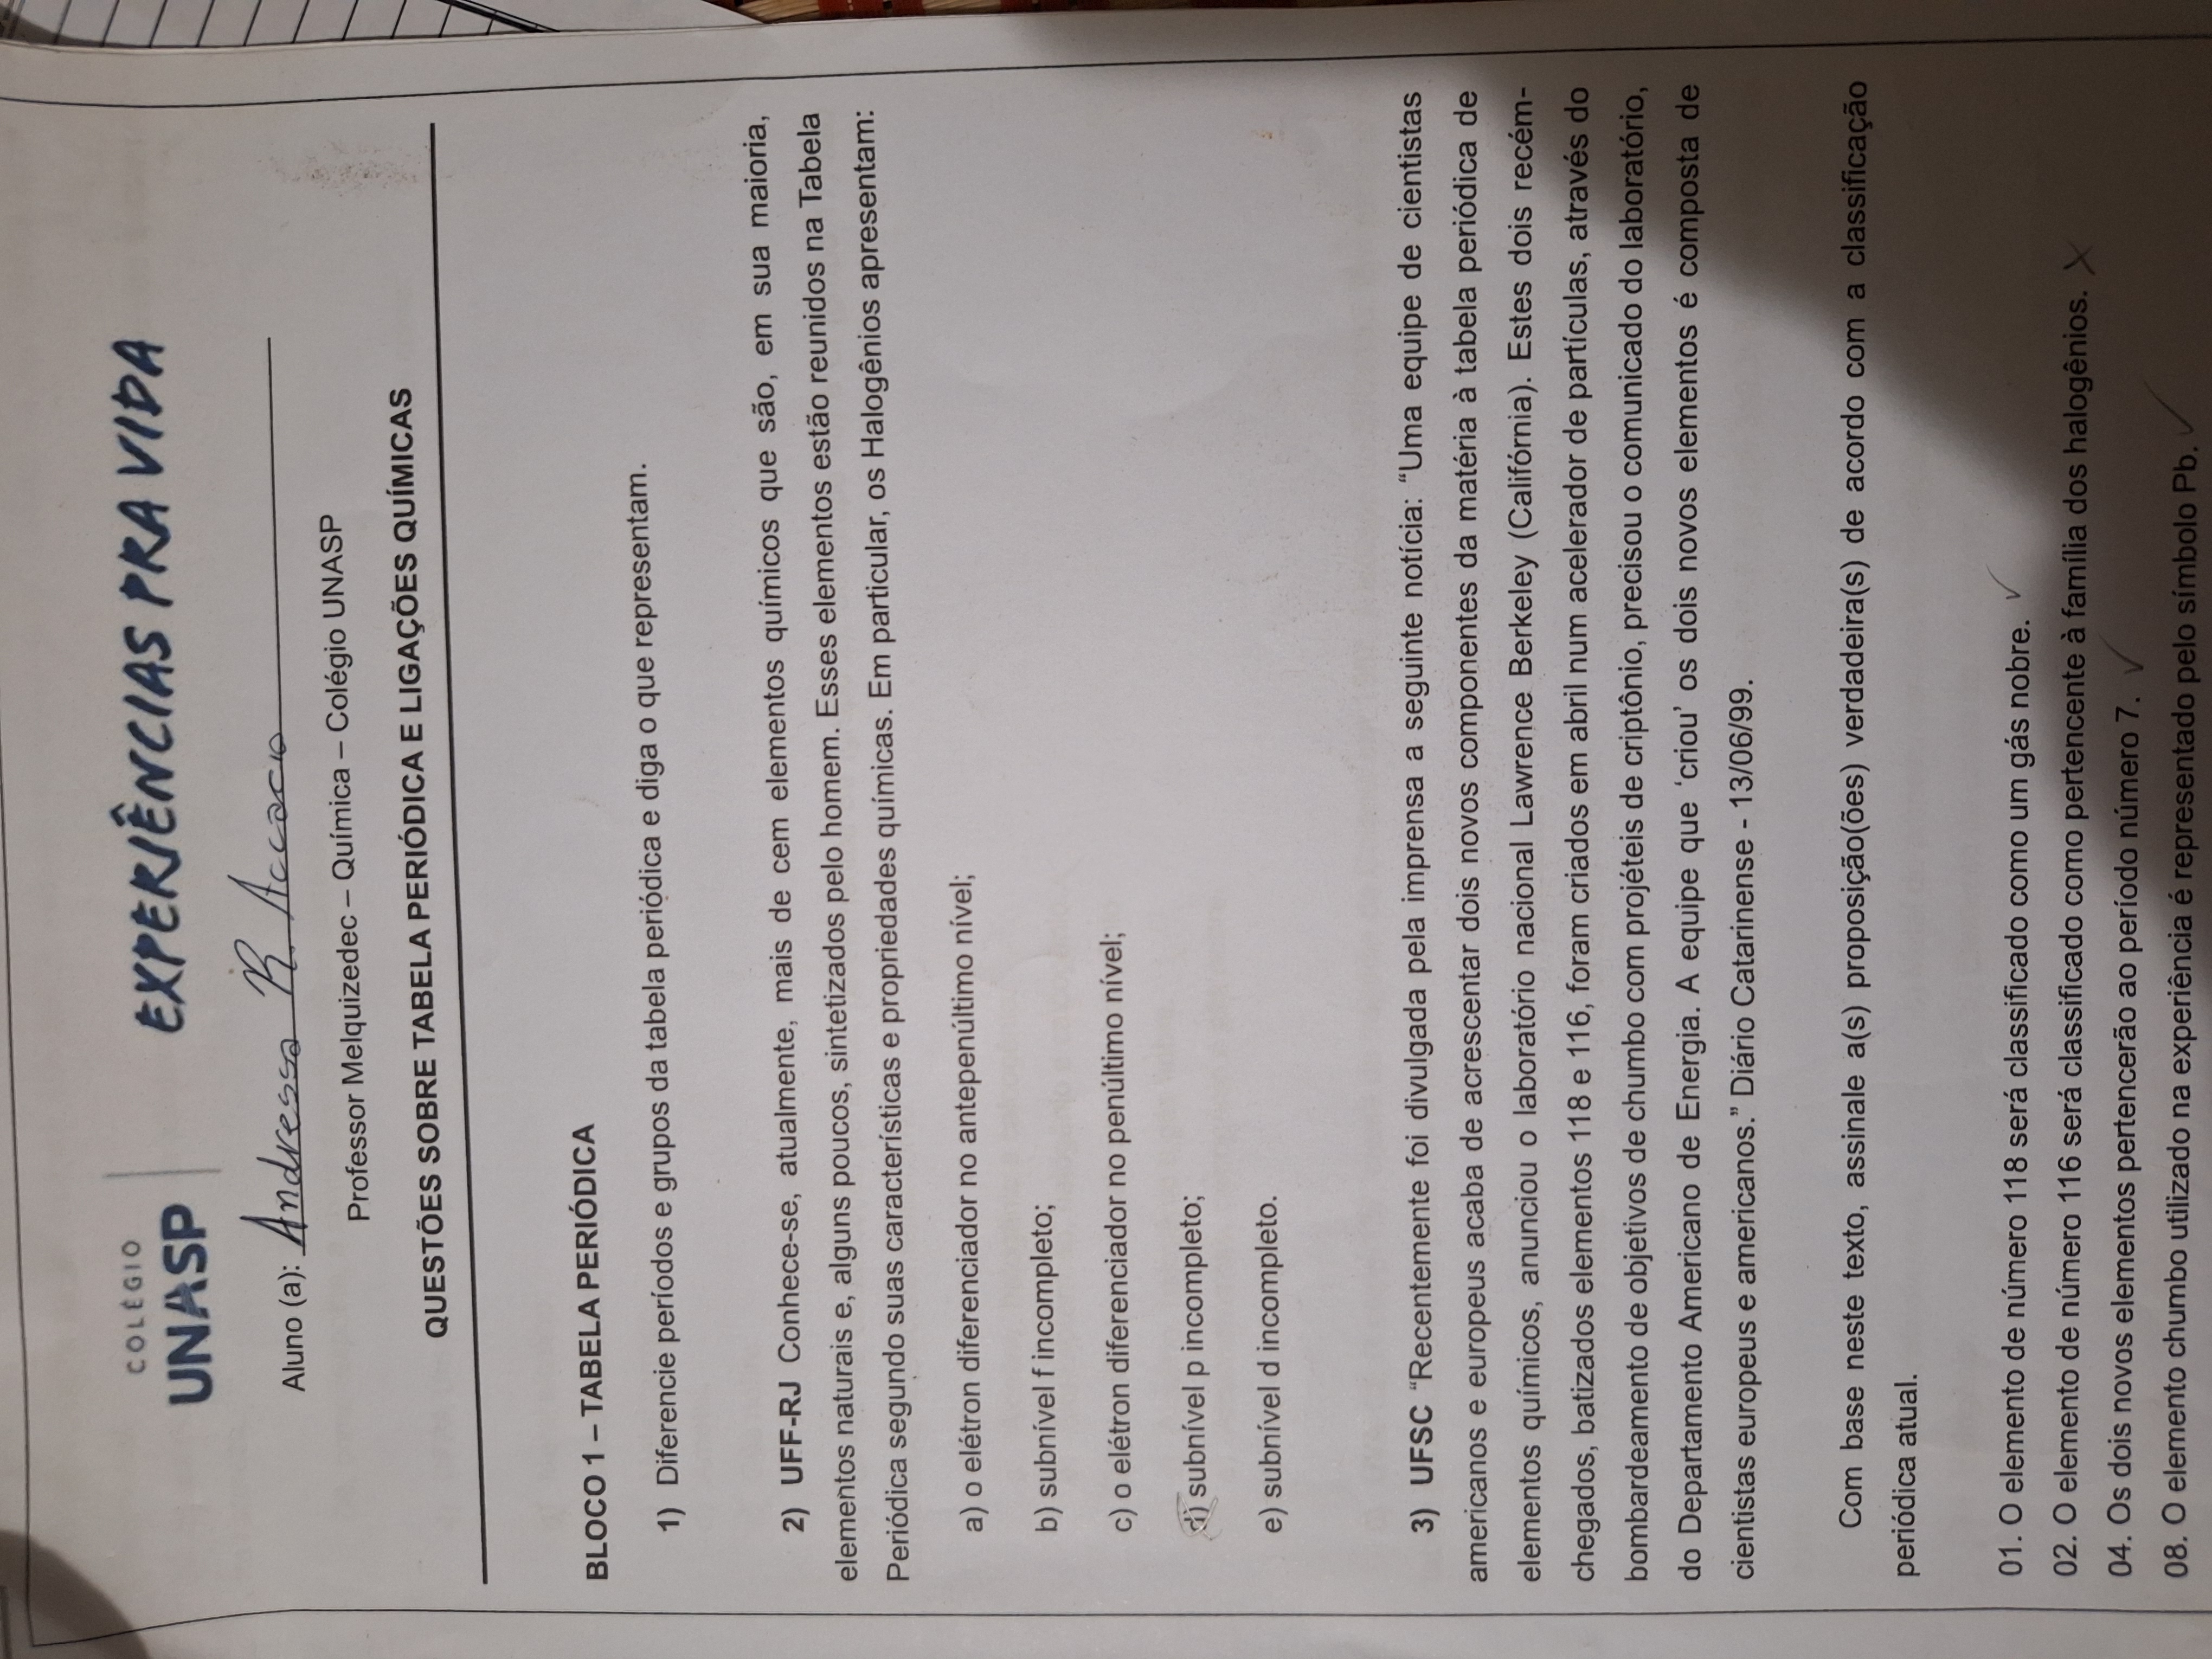 COLÉGIO
UNASP
EXPERIÊNCIAS PRA VIDA
Aluno (a): Andressa R. Accacio
Professor Melquizedec – Química – Colégio UNASP
QUESTÕES SOBRE TABELA PERIÓDICA E LIGAÇÕES QUÍMICAS
BLOCO 1 – TABELA PERIÓDICA
1) Diferencie períodos e grupos da tabela periódica e diga o que representam.
2) UFF-RJ Conhece-se, atualmente, mais de cem elementos químicos que são, em sua maioria,
elementos naturais e, alguns poucos, sintetizados pelo homem. Esses elementos estão reunidos na Tabela
Periódica segundo suas características e propriedades químicas. Em particular, os Halogênios apresentam:
a) o elétron diferenciador no antepenúltimo nível;
b) subnível f incompleto;
c) o elétron diferenciador no penúltimo nível;
d) subnível p incompleto;
e) subnível d incompleto.
3) UFSC “Recentemente foi divulgada pela imprensa a seguinte notícia: “Uma equipe de cientistas
americanos e europeus acaba de acrescentar dois novos componentes da matéria à tabela periódica de
elementos químicos, anunciou o laboratório nacional Lawrence Berkeley (Califórnia). Estes dois recém-
chegados, batizados elementos 118 e 116, foram criados em abril num acelerador de partículas, através do
bombardeamento de objetivos de chumbo com projéteis de criptônio, precisou o comunicado do laboratório,
do Departamento Americano de Energia. A equipe que ‘criou’ os dois novos elementos é composta de
cientistas europeus e americanos.” Diário Catarinense - 13/06/99.
Com base neste texto, assinale a(s) proposição(ões) verdadeira(s) de acordo com a classificação
periódica atual.
01. O elemento de número 118 será classificado como um gás nobre. ✓
02. O elemento de número 116 será classificado como pertencente à família dos halogênios. X
04. Os dois novos elementos pertencerão ao período número 7. ✓
08. O elemento chumbo utilizado na experiência é representado pelo símbolo Pb. ✓